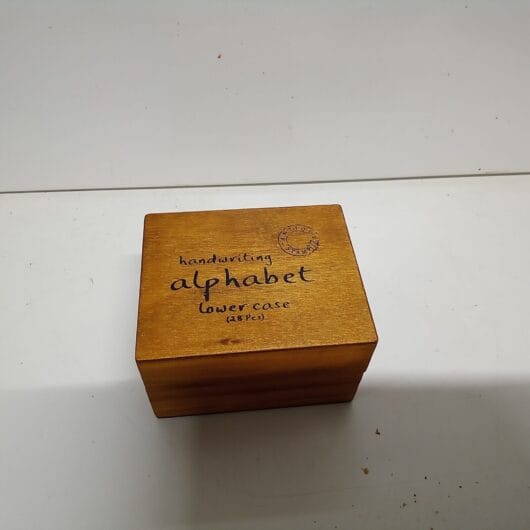 handwriting
alphabet
lower case
(28 Pcs)